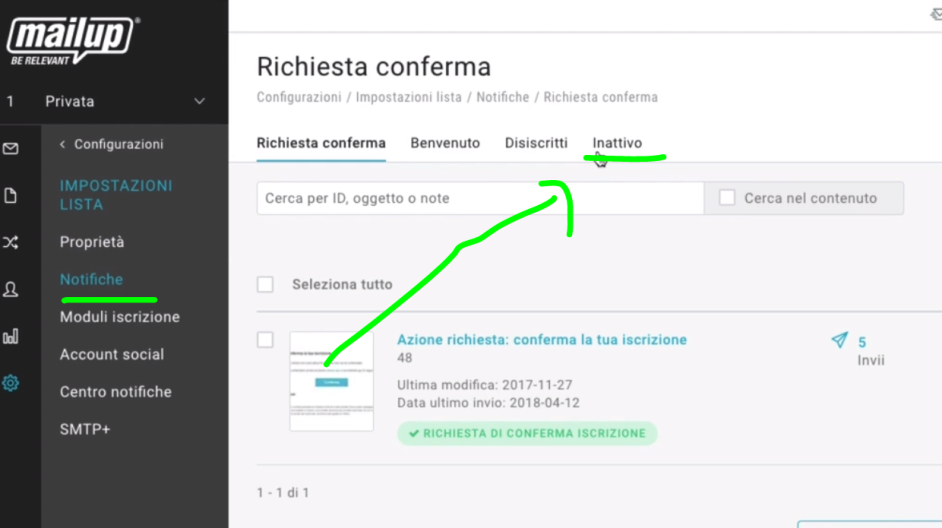 mailup®
BE RELEVANT
1 Privata
< Configurazioni
IMPOSTAZIONI
LISTA
Proprietà
Notifiche
Moduli iscrizione
Account social
Centro notifiche
SMTP+
Richiesta conferma
Configurazioni / Impostazioni lista / Notifiche / Richiesta conferma
Richiesta conferma Benvenuto Disiscritti Inattivo
Cerca per ID, oggetto o note Cerca nel contenuto
Seleziona tutto
Azione richiesta: conferma la tua iscrizione
48
Ultima modifica: 2017-11-27
Data ultimo invio: 2018-04-12
✔ RICHIESTA DI CONFERMA ISCRIZIONE
5
Invii
1 - 1 di 1